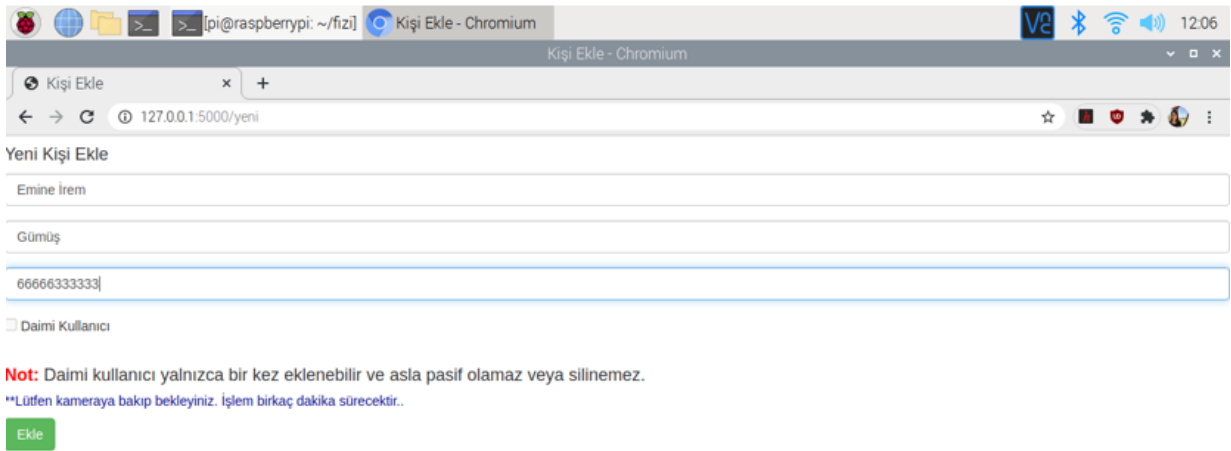 [pi@raspberrypi: ~/fizi] Kişi Ekle - Chromium 12:06
Kişi Ekle - Chromium
Kişi Ekle
127.0.0.1:5000/yeni
Yeni Kişi Ekle
Emine İrem
Gümüş
66666333333
Daimi Kullanıcı
Not: Daimi kullanıcı yalnızca bir kez eklenebilir ve asla pasif olamaz veya silinemez.
**Lütfen kameraya bakıp bekleyiniz. İşlem birkaç dakika sürecektir..
Ekle